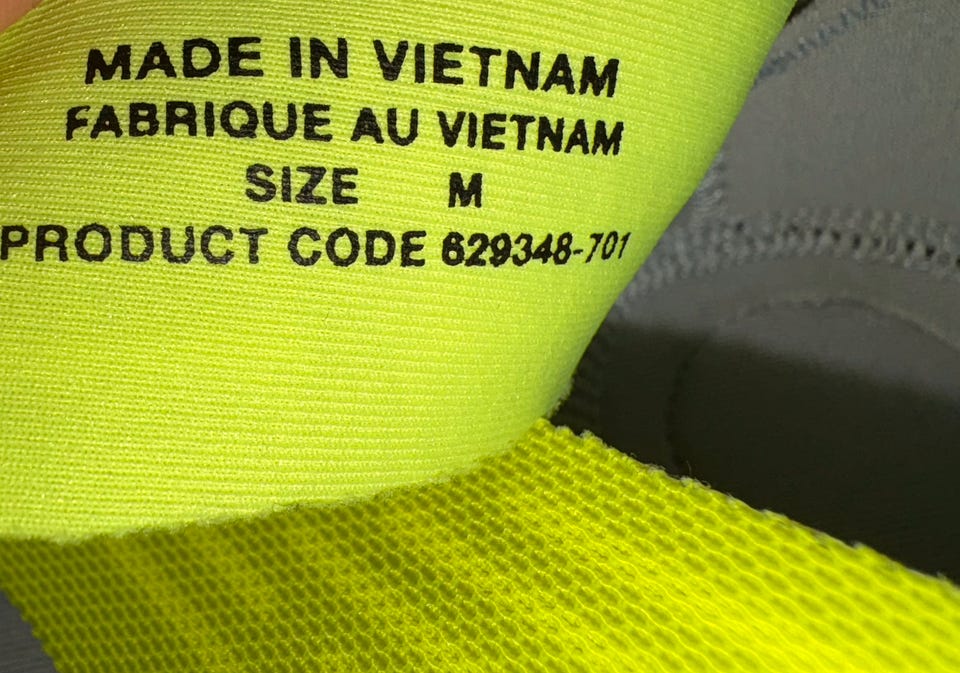 MADE IN VIETNAM
FABRIQUE AU VIETNAM
SIZE M
PRODUCT CODE 629348-701